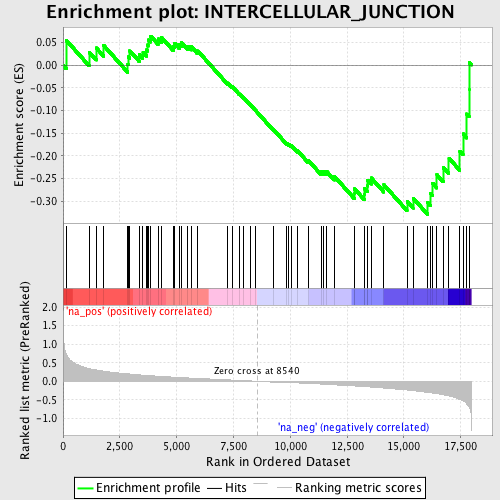 Enrichment plot: INTERCELLULAR_JUNCTION
Enrichment score (ES)
0.05
0.00
-0.05
-0.10
-0.15
-0.20
-0.25
-0.30
'na_pos' (positively correlated)
Ranked list metric (PreRanked)
2.0
1.5
1.0
0.5
0.0
-0.5
-1.0
Zero cross at 8540
'na_neg' (negatively correlated)
0
2,500
5,000
7,500
10,000
12,500
15,000
17,500
Rank in Ordered Dataset
Enrichment profile
Hits
Ranking metric scores